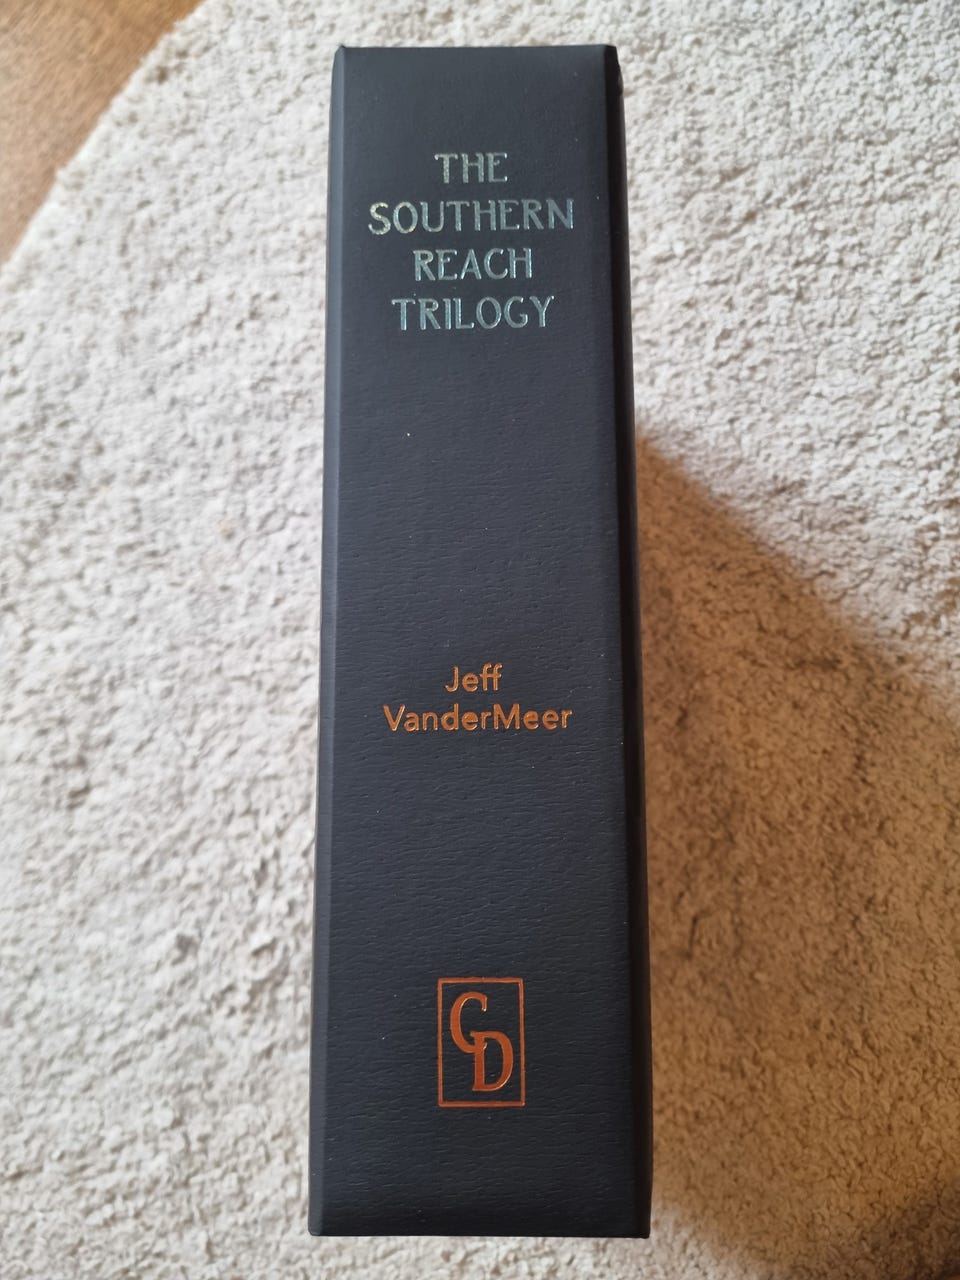 THE
SOUTHERN
REACH
TRILOGY
Jeff
VanderMeer
CD